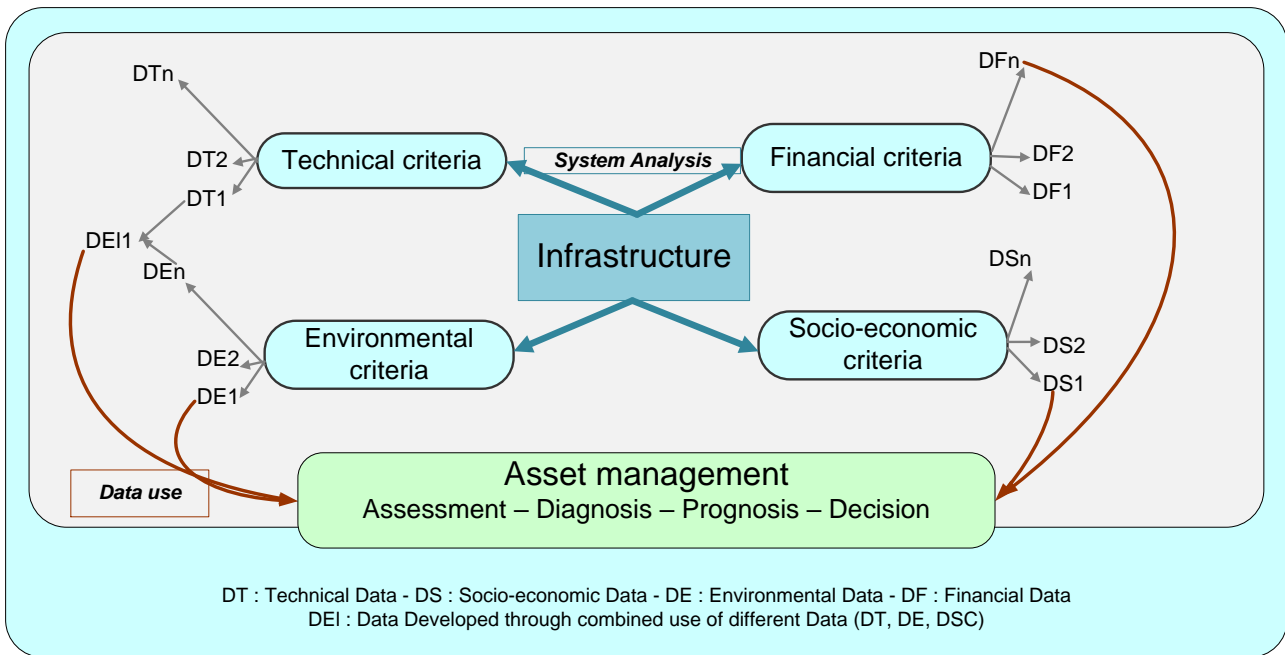 DTn
DFn
Technical criteria
System Analysis
Financial criteria
DT2
DF2
DT1
DF1
DEl1
Infrastructure
DEn
DSn
Environmental
criteria
Socio-economic
criteria
DE2
DS2
DE1
DS1
Data use
Asset management
Assessment – Diagnosis – Prognosis – Decision
DT : Technical Data - DS : Socio-economic Data - DE : Environmental Data - DF : Financial Data
DEl : Data Developed through combined use of different Data (DT, DE, DSC)